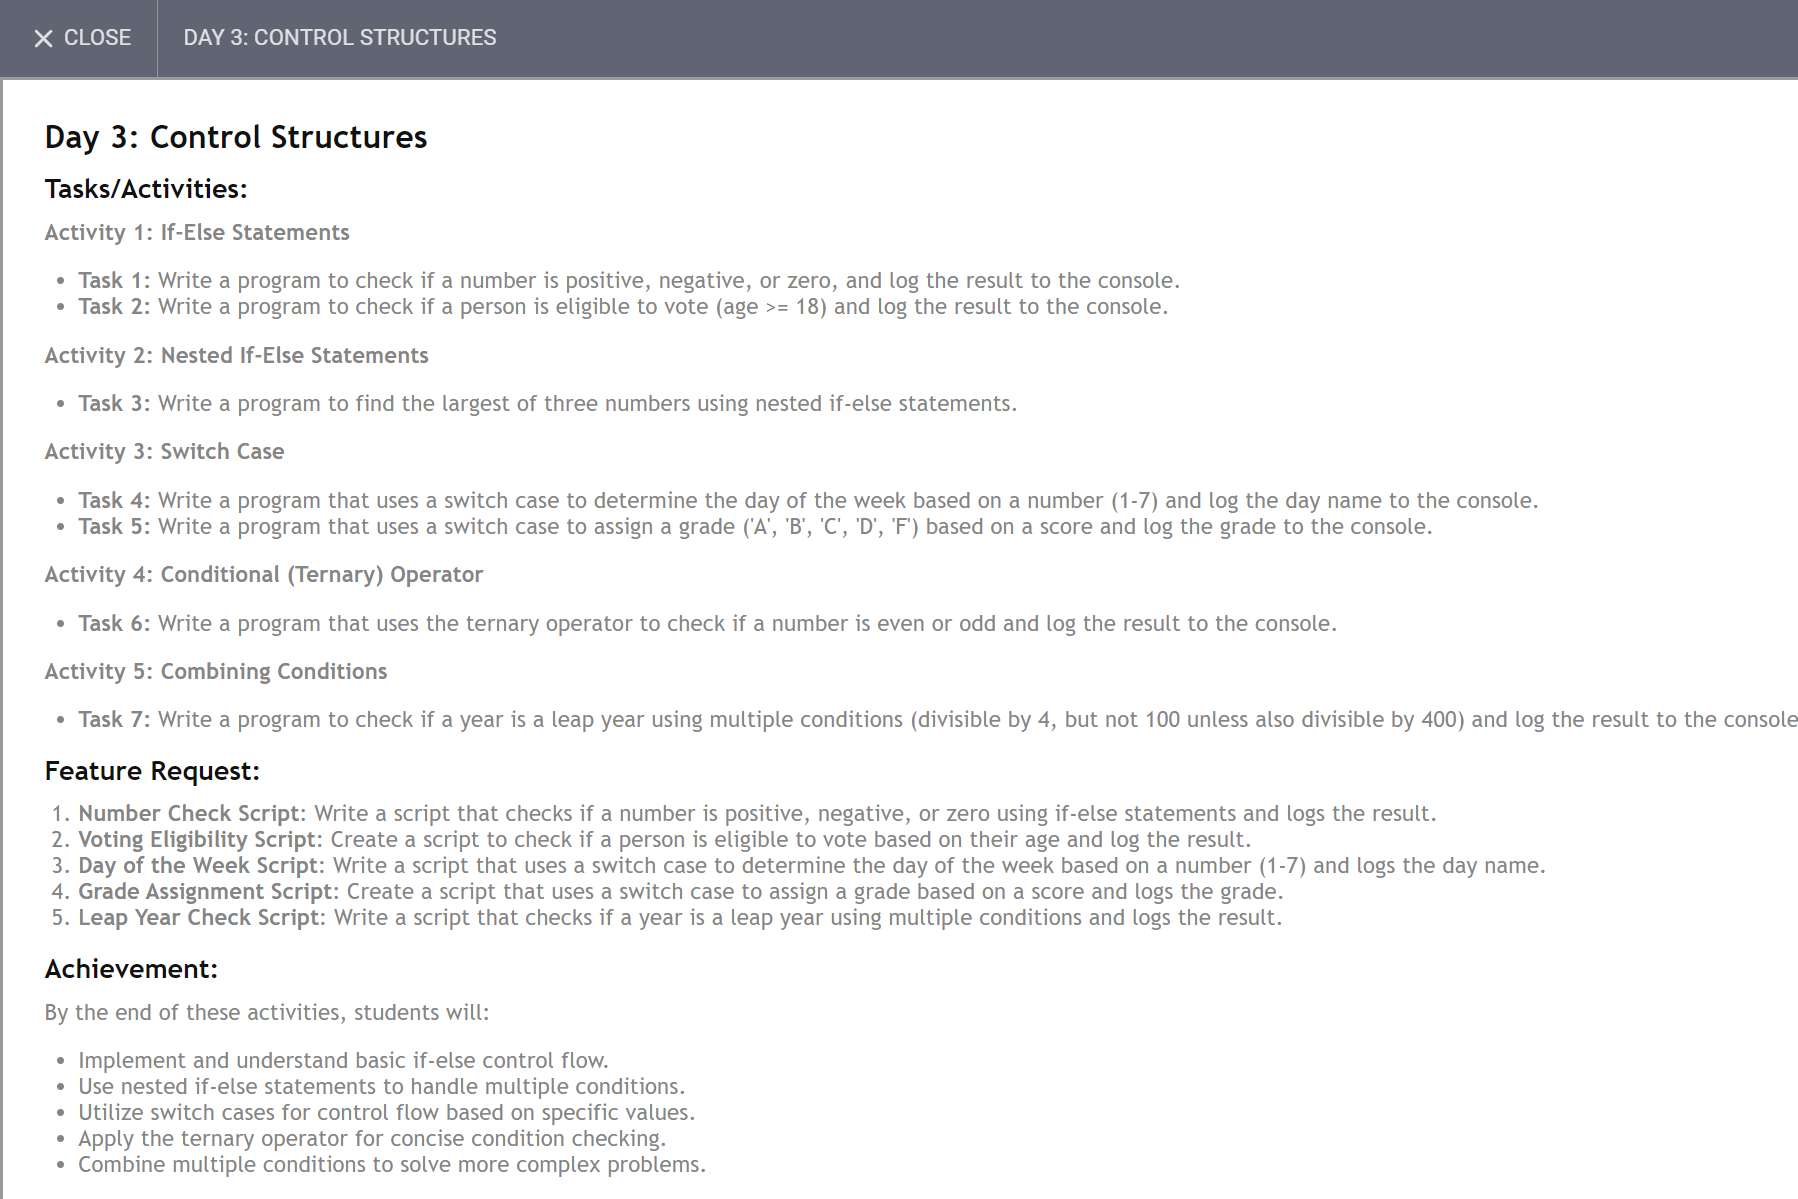 CLOSE
DAY 3: CONTROL STRUCTURES
Day 3: Control Structures
Tasks/Activities:
Activity 1: If-Else Statements
• Task 1: Write a program to check if a number is positive, negative, or zero, and log the result to the console.
• Task 2: Write a program to check if a person is eligible to vote (age >= 18) and log the result to the console.
Activity 2: Nested If-Else Statements
• Task 3: Write a program to find the largest of three numbers using nested if-else statements.
Activity 3: Switch Case
• Task 4: Write a program that uses a switch case to determine the day of the week based on a number (1-7) and log the day name to the console.
• Task 5: Write a program that uses a switch case to assign a grade ('A', 'B', 'C', 'D', 'F') based on a score and log the grade to the console.
Activity 4: Conditional (Ternary) Operator
• Task 6: Write a program that uses the ternary operator to check if a number is even or odd and log the result to the console.
Activity 5: Combining Conditions
• Task 7: Write a program to check if a year is a leap year using multiple conditions (divisible by 4, but not 100 unless also divisible by 400) and log the result to the console
Feature Request:
1. Number Check Script: Write a script that checks if a number is positive, negative, or zero using if-else statements and logs the result.
2. Voting Eligibility Script: Create a script to check if a person is eligible to vote based on their age and log the result.
3. Day of the Week Script: Write a script that uses a switch case to determine the day of the week based on a number (1-7) and logs the day name.
4. Grade Assignment Script: Create a script that uses a switch case to assign a grade based on a score and logs the grade.
5. Leap Year Check Script: Write a script that checks if a year is a leap year using multiple conditions and logs the result.
Achievement:
By the end of these activities, students will:
• Implement and understand basic if-else control flow.
• Use nested if-else statements to handle multiple conditions.
• Utilize switch cases for control flow based on specific values.
• Apply the ternary operator for concise condition checking.
• Combine multiple conditions to solve more complex problems.